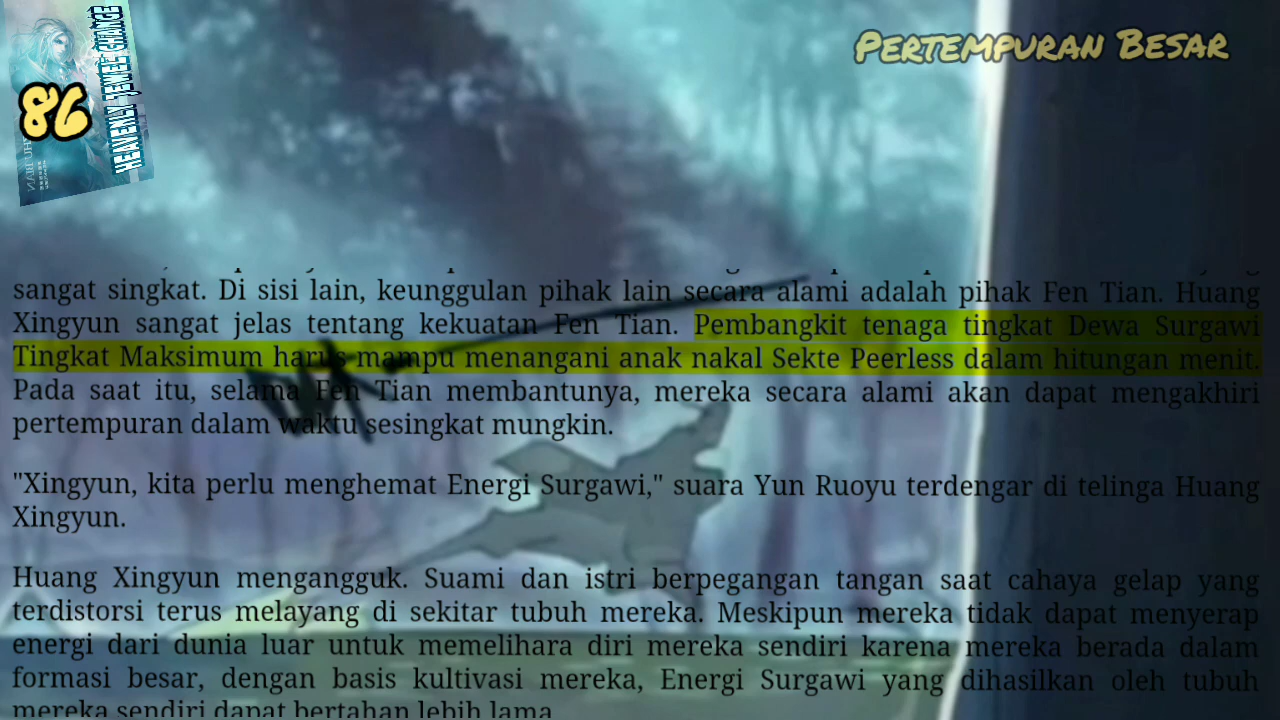 Pertempuran Besar
86
HEAVENLY JEWEL CHANGE
sangat singkat. Di sisi lain, keunggulan pihak lain secara alami adalah pihak Fen Tian. Huang
Xingyun sangat jelas tentang kekuatan Fen Tian. Pembangkit tenaga tingkat Dewa Surgawi
Tingkat Maksimum harus mampu menangani anak nakal Sekte Peerless dalam hitungan menit.
Pada saat itu, selama Fen Tian membantunya, mereka secara alami akan dapat mengakhiri
pertempuran dalam waktu sesingkat mungkin.
"Xingyun, kita perlu menghemat Energi Surgawi," suara Yun Ruoyu terdengar di telinga Huang
Xingyun.
Huang Xingyun mengangguk. Suami dan istri berpegangan tangan saat cahaya gelap yang
terdistorsi terus melayang di sekitar tubuh mereka. Meskipun mereka tidak dapat menyerap
energi dari dunia luar untuk memelihara diri mereka sendiri karena mereka berada dalam
formasi besar, dengan basis kultivasi mereka, Energi Surgawi yang dihasilkan oleh tubuh
mereka sendiri dapat bertahan lebih lama.